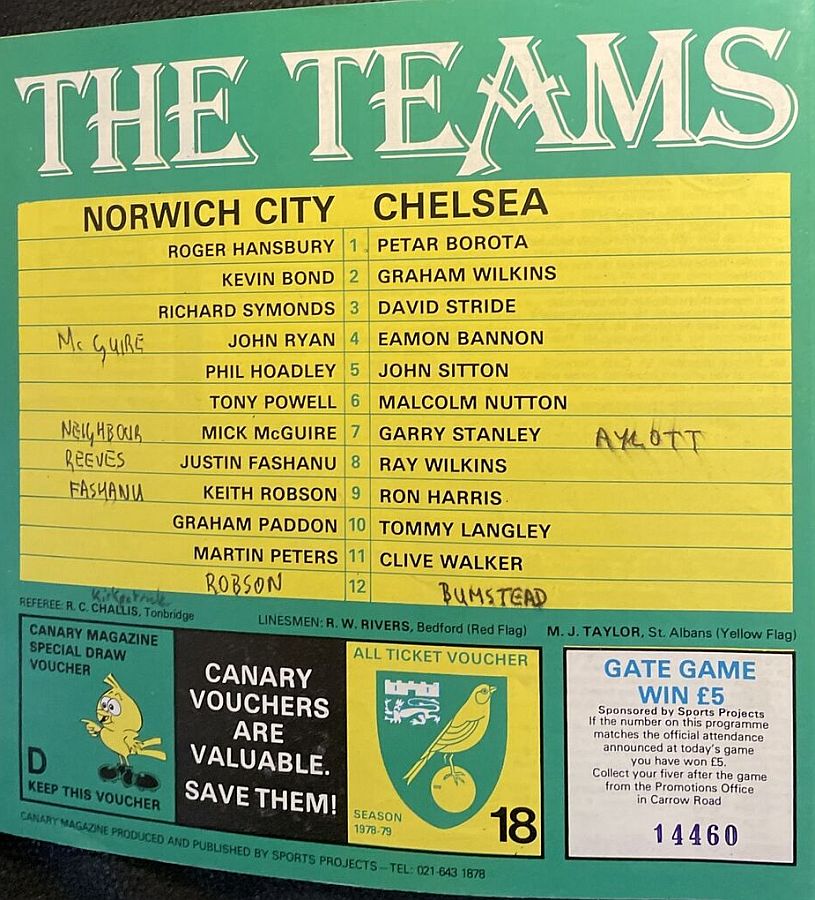 THE TEAMS
NORWICH CITY CHELSEA
ROGER HANSBURY 1 PETAR BOROTA
KEVIN BOND 2 GRAHAM WILKINS
RICHARD SYMONDS 3 DAVID STRIDE
Mc GUIRE JOHN RYAN 4 EAMON BANNON
PHIL HOADLEY 5 JOHN SITTON
TONY POWELL 6 MALCOLM NUTTON
NEIGHBOUR MICK McGUIRE 7 GARRY STANLEY AYLOTT
REEVES JUSTIN FASHANU 8 RAY WILKINS
FASHANU KEITH ROBSON 9 RON HARRIS
GRAHAM PADDON 10 TOMMY LANGLEY
MARTIN PETERS 11 CLIVE WALKER
ROBSON 12 BUMSTEAD
REFEREE: R. C. CHALLIS, Tonbridge LINESMEN: R. W. RIVERS, Bedford (Red Flag) M. J. TAYLOR, St. Albans (Yellow Flag)
CANARY MAGAZINE
SPECIAL DRAW
VOUCHER
D
KEEP THIS VOUCHER
CANARY
VOUCHERS
ARE
VALUABLE.
SAVE THEM!
ALL TICKET VOUCHER
SEASON
1978-79
18
GATE GAME
WIN £5
Sponsored by Sports Projects
If the number on this programme
matches the official attendance
announced at today's game
you have won £5.
Collect your fiver after the game
from the Promotions Office
in Carrow Road
14460
CANARY MAGAZINE PRODUCED AND PUBLISHED BY SPORTS PROJECTS — TEL: 021-643 1878